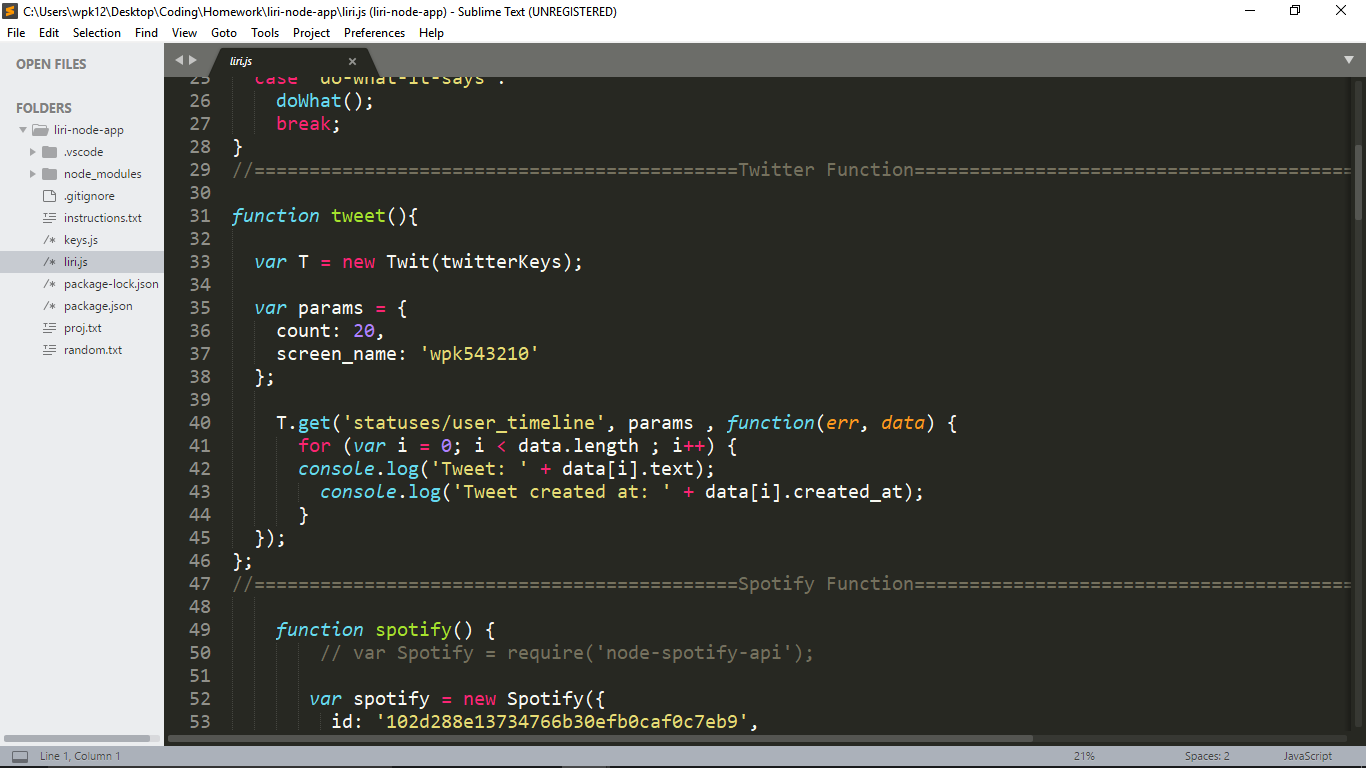 C:\Users\wpk12\Desktop\Coding\Homework\liri-node-app\liri.js (liri-node-app) - Sublime Text (UNREGISTERED)
File Edit Selection Find View Goto Tools Project Preferences Help
OPEN FILES
FOLDERS
liri-node-app
.vscode
node_modules
.gitignore
instructions.txt
keys.js
liri.js
package-lock.json
package.json
proj.txt
random.txt
liri.js
25 case 'do-what-it-says':
26 doWhat();
27 break;
28 }
29 //============================================Twitter Function========================================
30
31 function tweet(){
32
33 var T = new Twit(twitterKeys);
34
35 var params = {
36 count: 20,
37 screen_name: 'wpk543210'
38 };
39
40 T.get('statuses/user_timeline', params , function(err, data) {
41 for (var i = 0; i < data.length ; i++) {
42 console.log('Tweet: ' + data[i].text);
43 console.log('Tweet created at: ' + data[i].created_at);
44 }
45 });
46 };
47 //============================================Spotify Function========================================
48
49 function spotify() {
50 // var Spotify = require('node-spotify-api');
51
52 var spotify = new Spotify({
53 id: '102d288e13734766b30efb0caf0c7eb9',
Line 1, Column 1 21% Spaces: 2 JavaScript